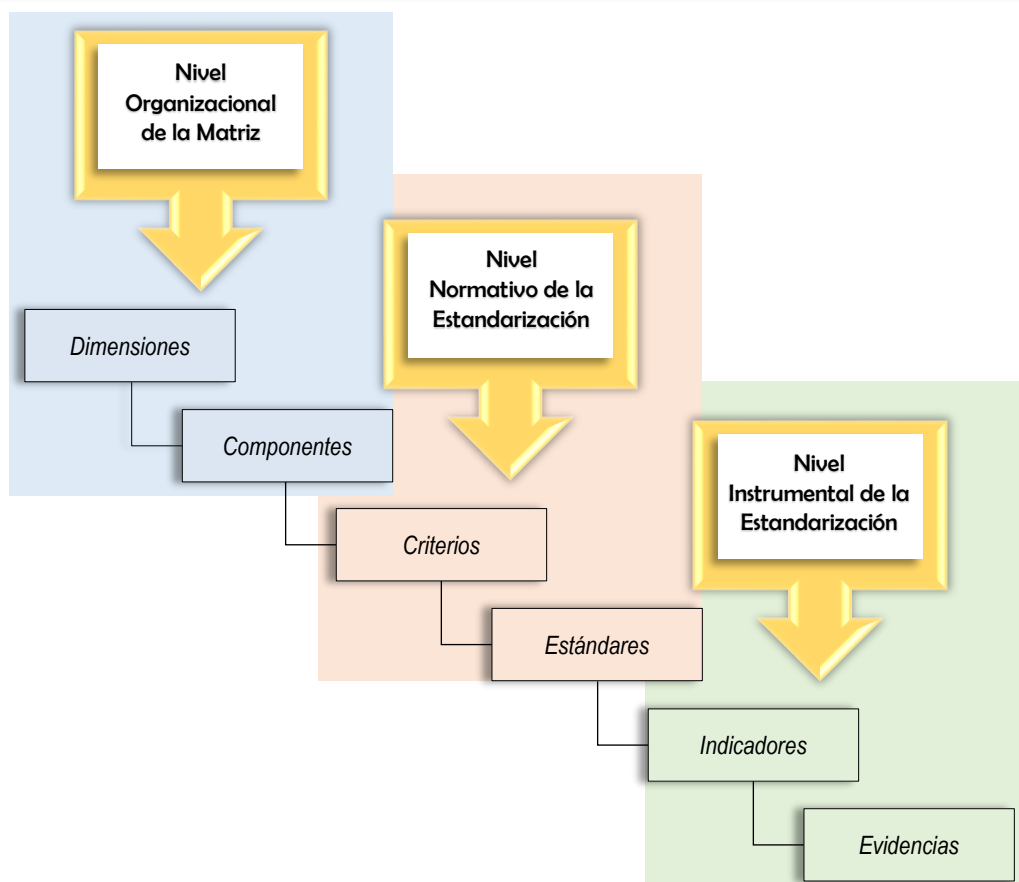 Nivel
Organizacional
de la Matriz
Nivel
Normativo de la
Estandarización
Dimensiones
Componentes
Nivel
Instrumental de la
Estandarización
Criterios
Estándares
Indicadores
Evidencias